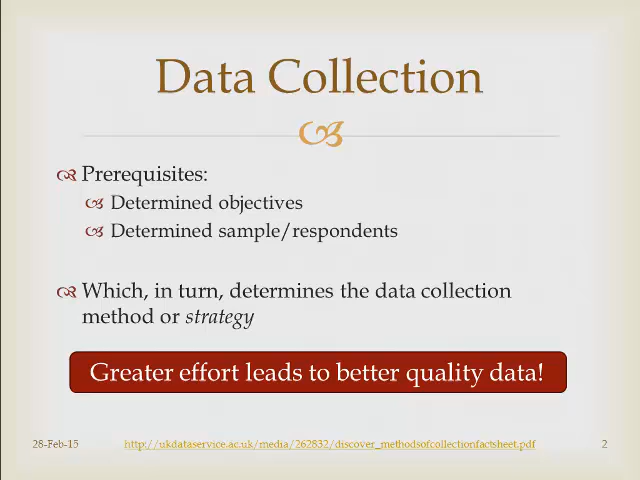 Data Collection
Prerequisites:
Determined objectives
Determined sample/respondents
Which, in turn, determines the data collection
method or strategy
Greater effort leads to better quality data!
28-Feb-15 http://ukdataservice.ac.uk/media/262832/discover_methodsofcollectionfactsheet.pdf 2